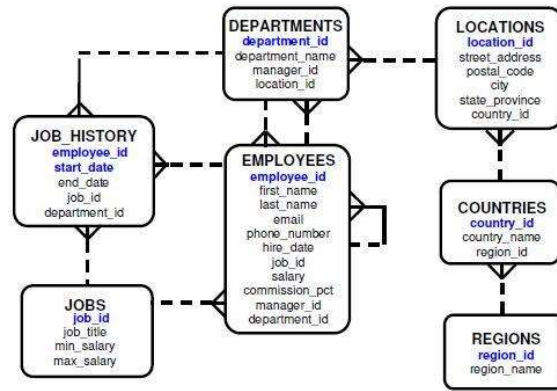 DEPARTMENTS
department_id
department_name
manager_id
location_id
LOCATIONS
location_id
street_address
postal_code
city
state_province
country_id
JOB_HISTORY
employee_id
start_date
end_date
job_id
department_id
EMPLOYEES
employee_id
first_name
last_name
email
phone_number
hire_date
job_id
salary
commission_pct
manager_id
department_id
COUNTRIES
country_id
country_name
region_id
JOBS
job_id
job_title
min_salary
max_salary
REGIONS
region_id
region_name